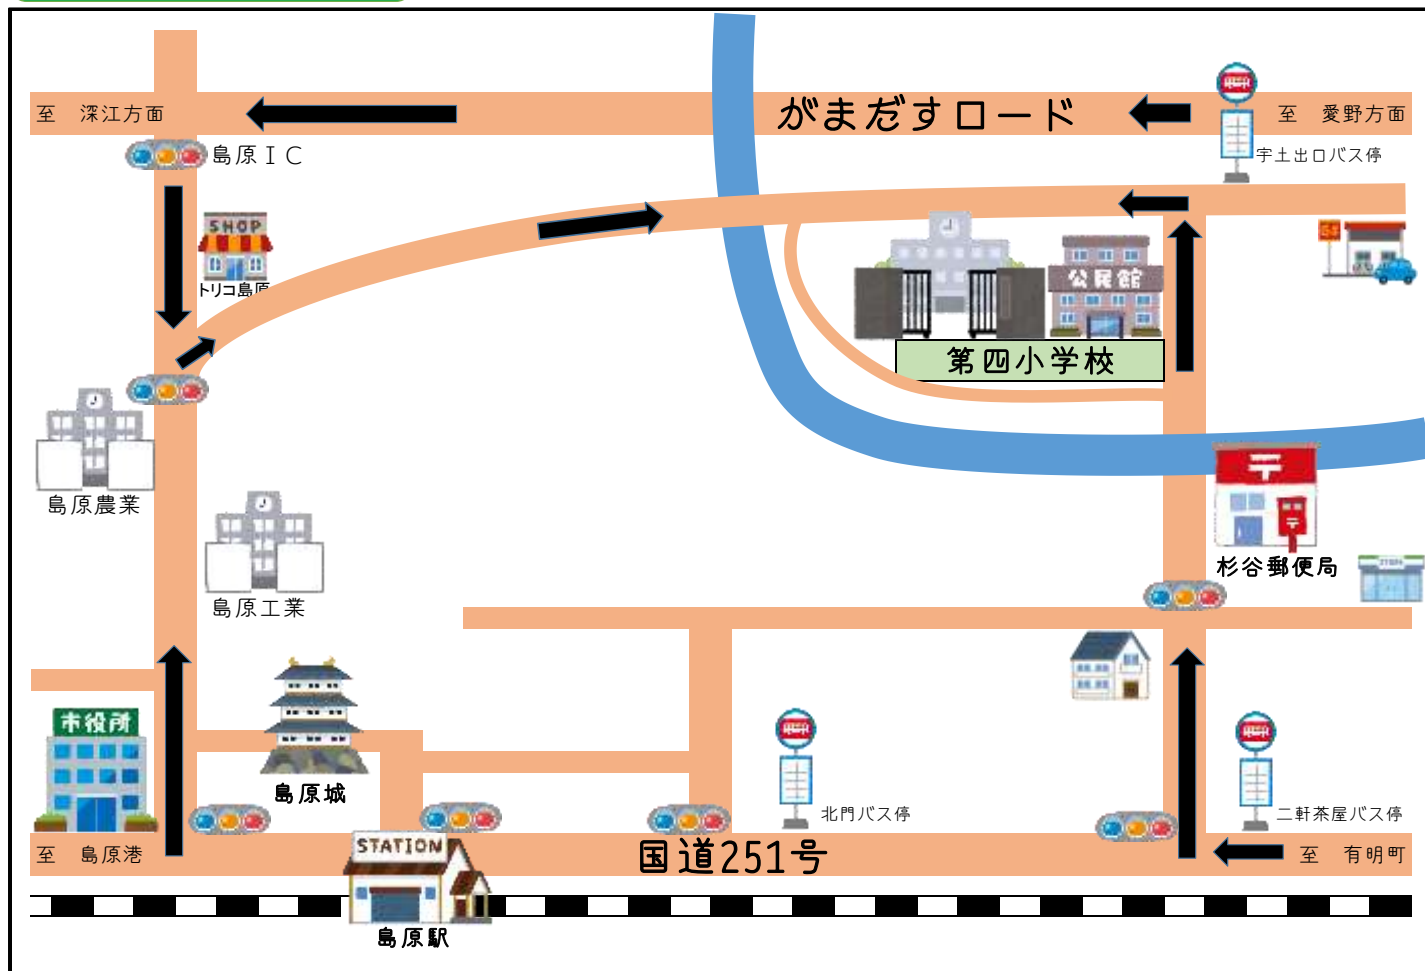 至　深江方面
がまだすロード
至　愛野方面
島原ＩＣ
宇土出口バス停
SHOP
トリコ島原
公民館
第四小学校
島原農業
島原工業
〒
〒
杉谷郵便局
市役所
島原城
北門バス停
二軒茶屋バス停
至　島原港
STATION
国道251号
至　有明町
島原駅